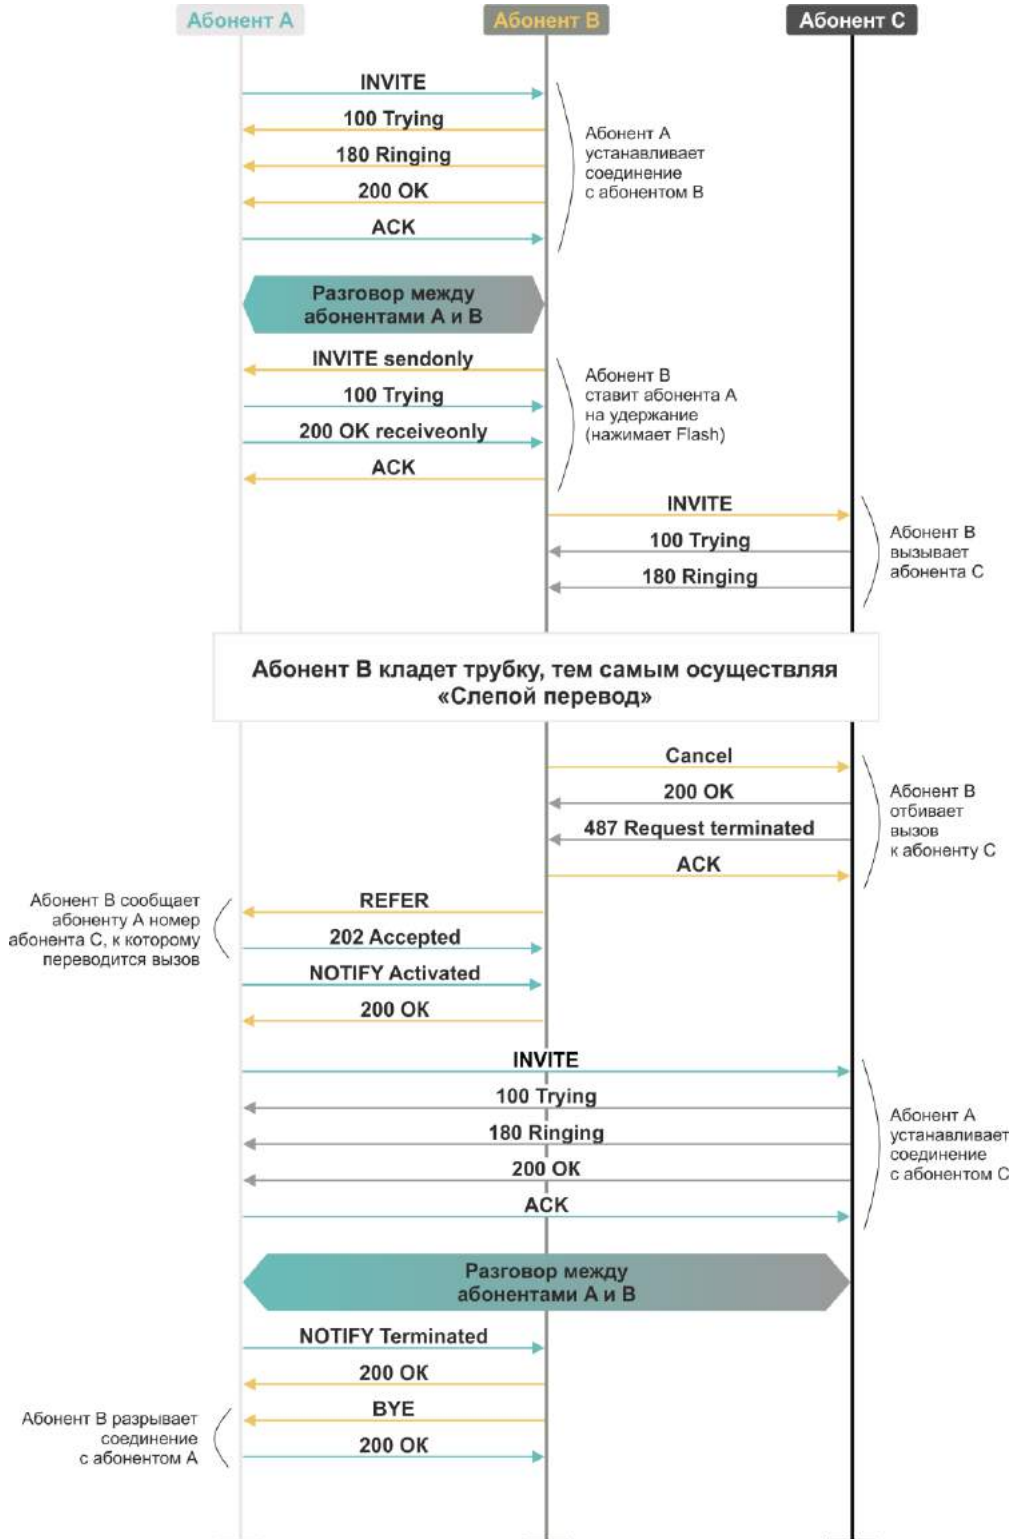 Абонент A
Абонент B
Абонент C
INVITE
100 Trying
180 Ringing
200 OK
ACK
Абонент A
устанавливает
соединение
с абонентом B
Разговор между
абонентами A и B
INVITE sendonly
100 Trying
200 OK receiveonly
ACK
Абонент B
ставит абонента A
на удержание
(нажимает Flash)
INVITE
100 Trying
180 Ringing
Абонент B
вызывает
абонента C
Абонент B кладет трубку, тем самым осуществляя
«Слепой перевод»
Cancel
200 OK
487 Request terminated
ACK
Абонент B
отбивает
вызов
к абоненту C
Абонент B сообщает
абоненту A номер
абонента C, к которому
переводится вызов
REFER
202 Accepted
NOTIFY Activated
200 OK
INVITE
100 Trying
180 Ringing
200 OK
ACK
Абонент A
устанавливает
соединение
с абонентом C
Разговор между
абонентами A и B
NOTIFY Terminated
200 OK
BYE
200 OK
Абонент B разрывает
соединение
с абонентом A